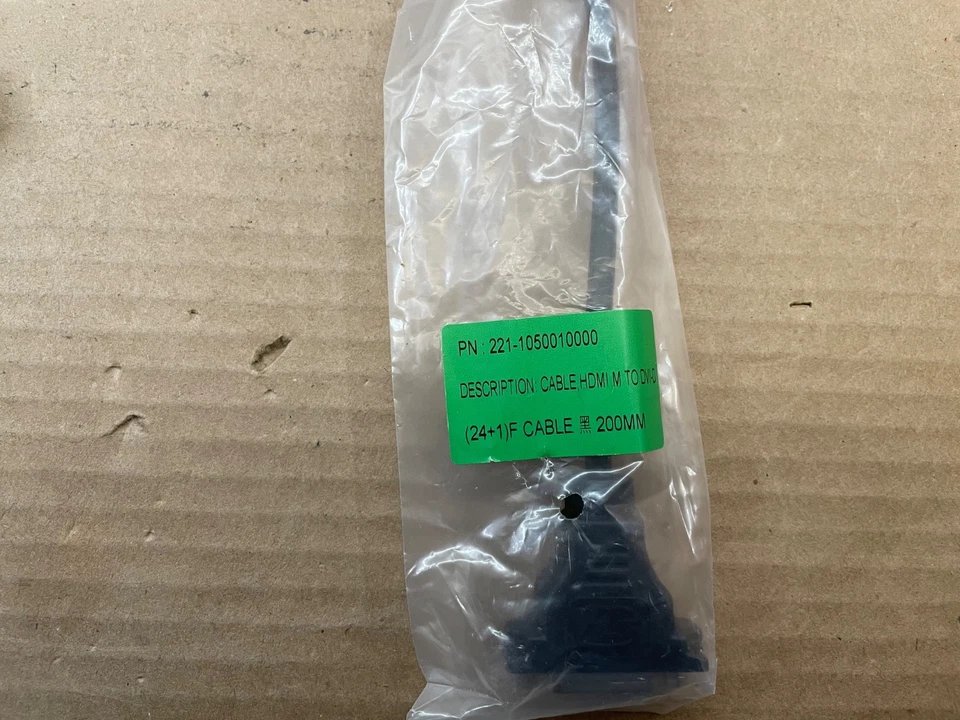 PN : 221-1050010000
DESCRIPTION: CABLE,HDMI M TO DVI-D
(24+1)F CABLE 黑 200MM